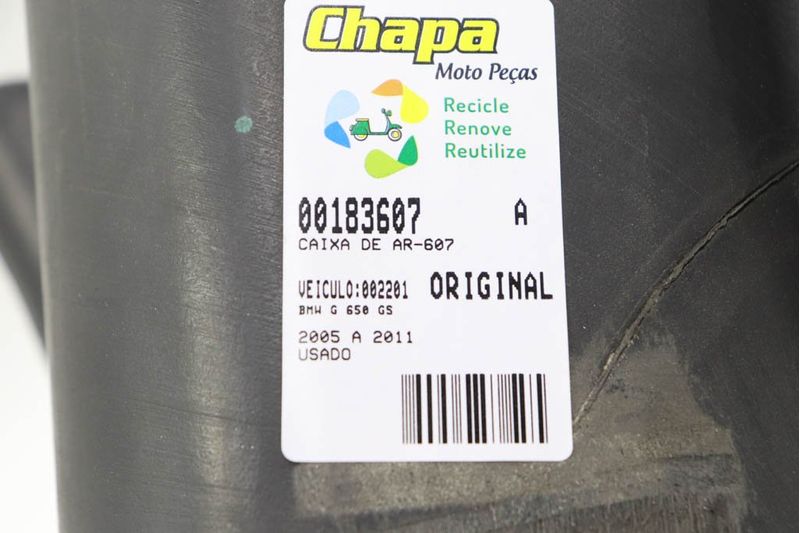 Chapa
Moto Peças
Recicle
Renove
Reutilize
00183607 A
CAIXA DE AR-607
VEICULO:002201 ORIGINAL
BMW G 650 GS
2005 A 2011
USADO